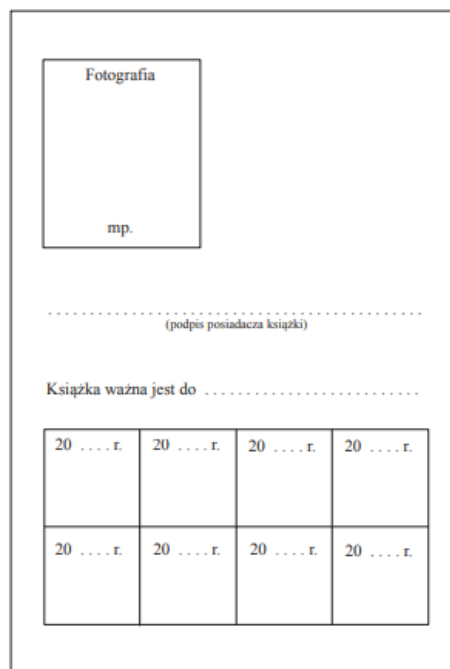 Fotografia
mp.
. . . . . . . . . . . . . . . . . . . . . . . . . . . . . . . . . . . . . . . . . . . . .
(podpis posiadacza książki)
Książka ważna jest do . . . . . . . . . . . . . . . . . . . . . . . . . .
20 . . . . r. 20 . . . . r. 20 . . . . r. 20 . . . . r.
20 . . . . r. 20 . . . . r. 20 . . . . r. 20 . . . . r.